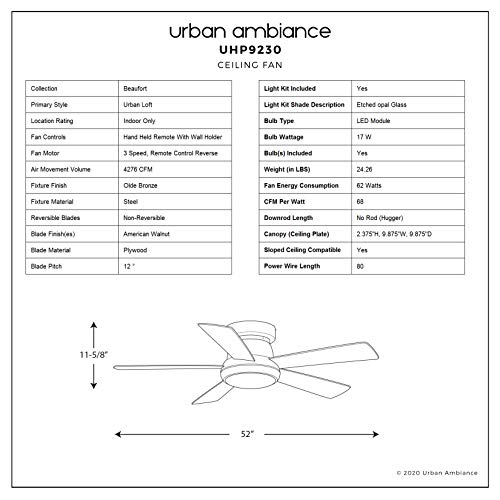 urban ambiance
UHP9230
CEILING FAN
Collection Beaufort
Primary Style Urban Loft
Location Rating Indoor Only
Fan Controls Hand Held Remote With Wall Holder
Fan Motor 3 Speed, Remote Control Reverse
Air Movement Volume 4276 CFM
Fixture Finish Olde Bronze
Fixture Material Steel
Reversible Blades Non-Reversible
Blade Finish(es) American Walnut
Blade Material Plywood
Blade Pitch 12 °
Light Kit Included Yes
Light Kit Shade Description Etched opal Glass
Bulb Type LED Module
Bulb Wattage 17 W
Bulb(s) Included Yes
Weight (in LBS) 24.26
Fan Energy Consumption 62 Watts
CFM Per Watt 68
Downrod Length No Rod (Hugger)
Canopy (Ceiling Plate) 2.375"H, 9.875"W, 9.875"D
Sloped Ceiling Compatible Yes
Power Wire Length 80
11-5/8"
52"
© 2020 Urban Ambiance